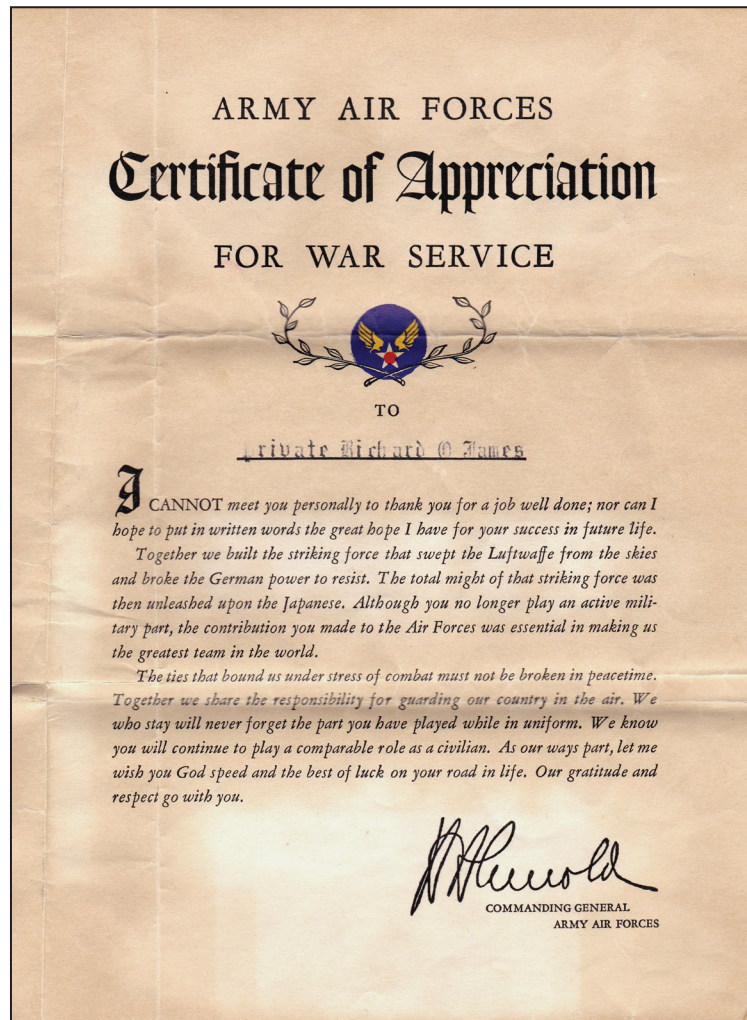 ARMY AIR FORCES
Certificate of Appreciation
FOR WAR SERVICE
TO
private Richard O James
I CANNOT meet you personally to thank you for a job well done; nor can I
hope to put in written words the great hope I have for your success in future life.
Together we built the striking force that swept the Luftwaffe from the skies
and broke the German power to resist. The total might of that striking force was
then unleashed upon the Japanese. Although you no longer play an active mili-
tary part, the contribution you made to the Air Forces was essential in making us
the greatest team in the world.
The ties that bound us under stress of combat must not be broken in peacetime.
Together we share the responsibility for guarding our country in the air. We
who stay will never forget the part you have played while in uniform. We know
you will continue to play a comparable role as a civilian. As our ways part, let me
wish you God speed and the best of luck on your road in life. Our gratitude and
respect go with you.
H H Arnold
COMMANDING GENERAL
ARMY AIR FORCES